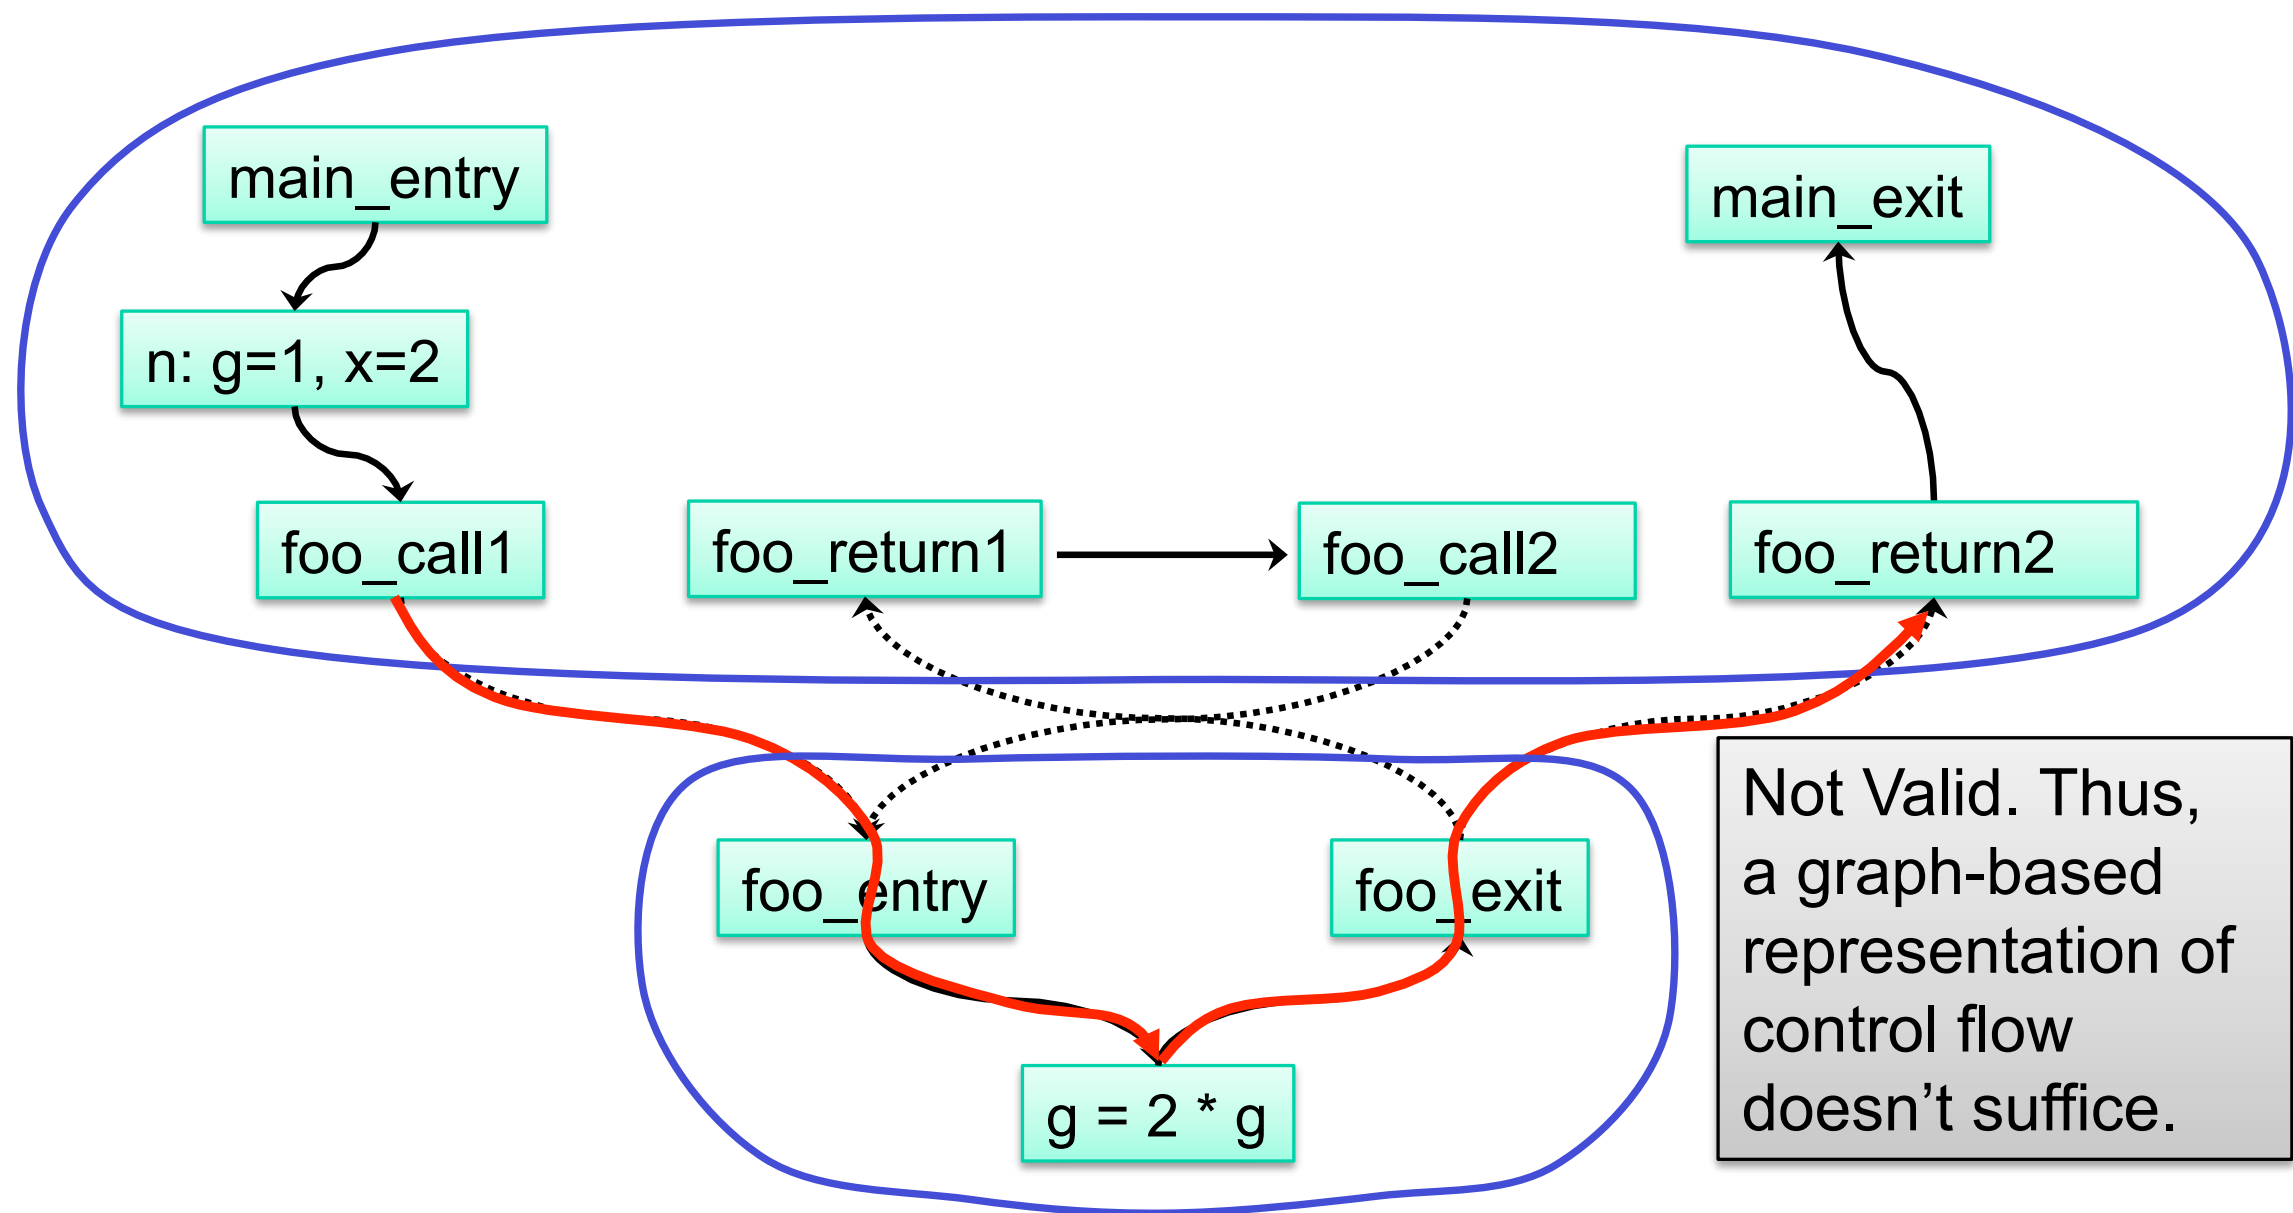 main_entry
main_exit
n: g=1, x=2
foo_call1
foo_return1
foo_call2
foo_return2
foo_entry
foo_exit
g = 2 * g
Not Valid. Thus,
a graph-based
representation of
control flow
doesn’t suffice.